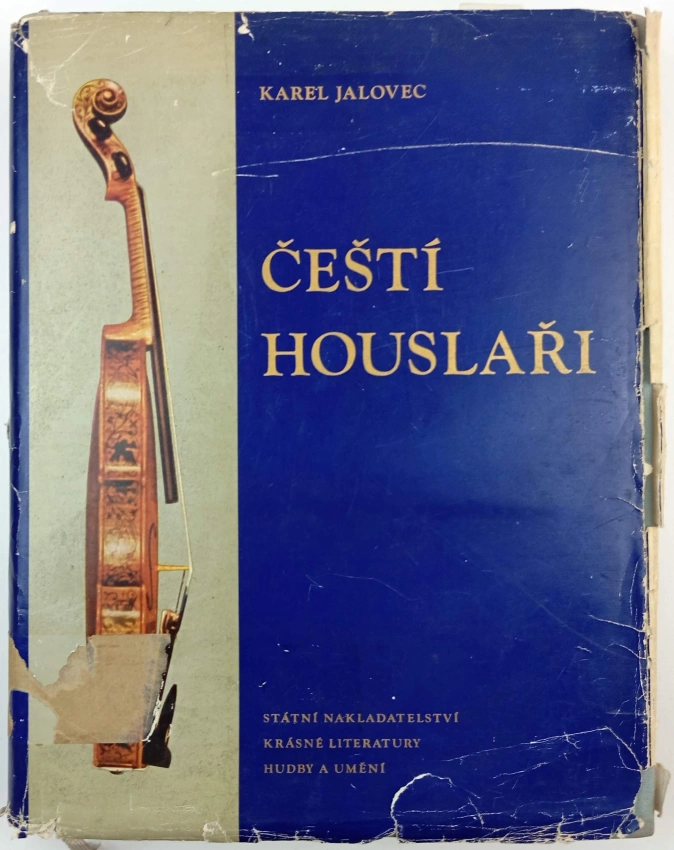 KAREL JALOVEC
ČEŠTÍ
HOUSLAŘI
STÁTNÍ NAKLADATELSTVÍ
KRÁSNÉ LITERATURY
HUDBY A UMĚNÍ